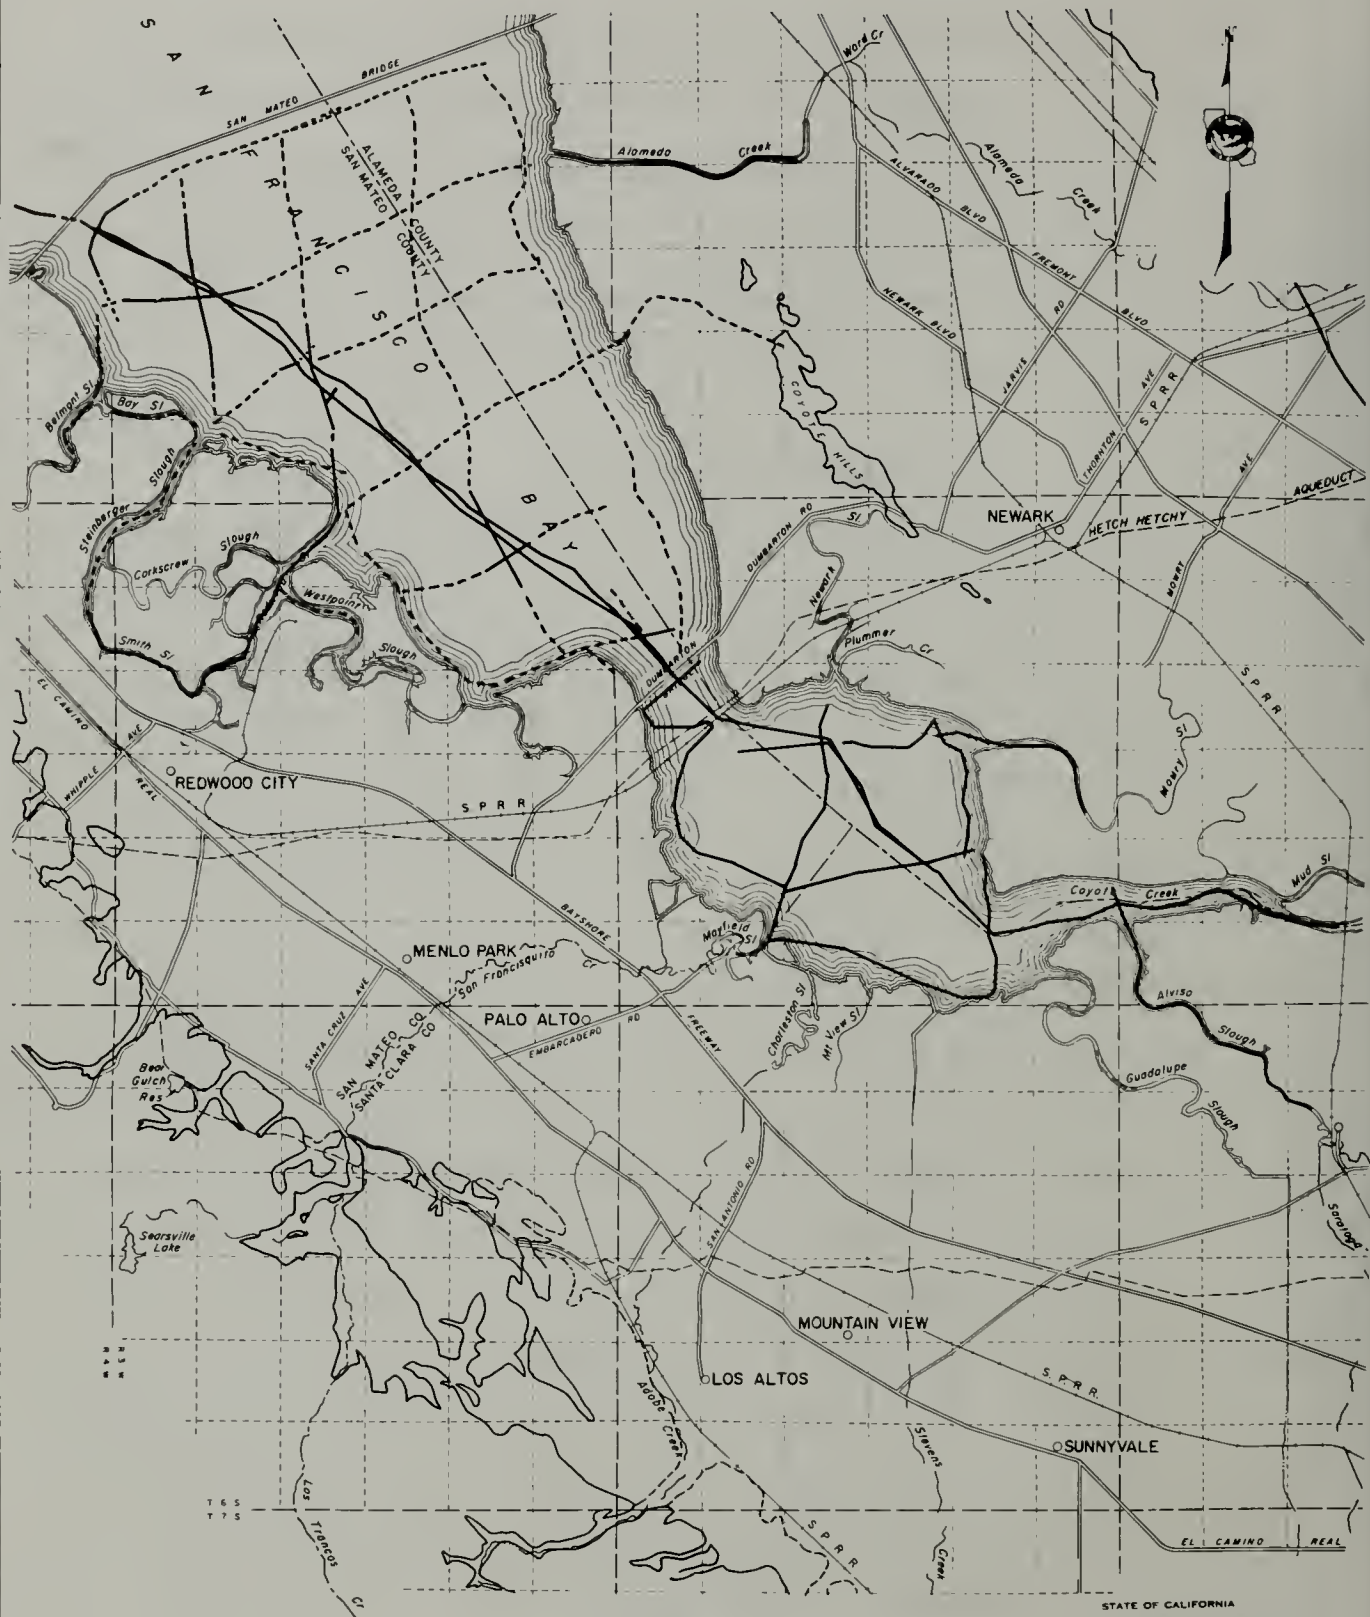 SAN
FRANCISCO
BAY
SAN MATEO BRIDGE
ALAMEDA COUNTY
SAN MATEO COUNTY
N
Ward Cr
Alameda Creek
Alameda Creek
ALVARADO BLVD
FREMONT BLVD
NEWARK BLVD
JARVIS RD
THORNTON AVE
S P R R
MOWRY AVE
HETCH HETCHY AQUEDUCT
COYOTE HILLS
NEWARK
DUMBARTON RD
Sl
Newark
Plummer Cr
S P R R
Mowry Sl
Belmont Sl
Bay Sl
Steinberger Slough
Corkscrew Slough
Westpoint Slough
Smith Sl
DUMBARTON
EL CAMINO REAL
WHIPPLE AVE
REDWOOD CITY
S P R R
BAYSHORE FREEWAY
Coyote Creek
Mud Sl
Mayfield Sl
MENLO PARK
San Francisquito Cr
SANTA CRUZ AVE
SAN MATEO CO
SANTA CLARA CO
PALO ALTO
EMBARCADERO RD
Charleston Sl
Mt View Sl
Alviso Slough
Guadalupe Slough
Saratoga
Bear
Gulch
Res
Searsville
Lake
SAN ANTONIO RD
MOUNTAIN VIEW
LOS ALTOS
S P R R
SUNNYVALE
Adobe Creek
Stevens Creek
R 3 W
R 4 W
T 6 S
T 7 S
Los Trancos Cr
S P R R
EL CAMINO REAL
STATE OF CALIFORNIA